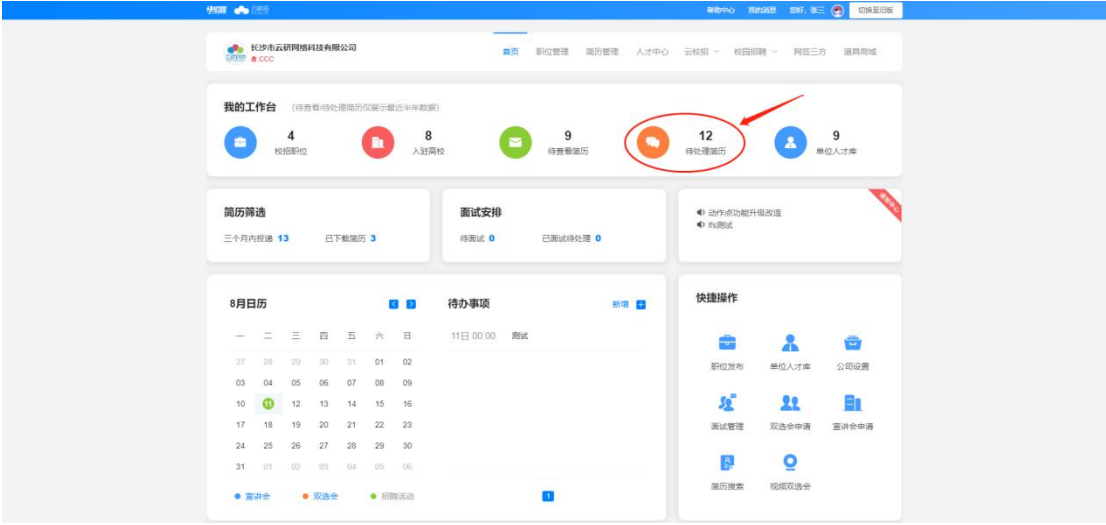 云校招 帮助中心 我的消息 您好，张三 切换至旧版
长沙市云研网络科技有限公司
CCC
首页 职位管理 简历管理 人才中心 云校招 校园招聘 网签三方 道具商城
我的工作台 (待查看/待处理简历仅展示最近半年数据)
4 8 9 12 9
校招职位 入驻高校 待查看简历 待处理简历 单位人才库
简历筛选 面试安排
三个月内投递 13 已下载简历 3 待面试 0 已面试待处理 0
动作点功能升级改造
ifs测试
通知中心
8月日历 待办事项 新增 快捷操作
一 二 三 四 五 六 日 11日 00:00 测试
27 28 29 30 31 01 02
03 04 05 06 07 08 09
10 11 12 13 14 15 16
17 18 19 20 21 22 23
24 25 26 27 28 29 30
31 01 02 03 04 05 06
宣讲会 双选会 招聘活动 1
职位发布 单位人才库 公司设置
面试管理 双选会申请 宣讲会申请
简历搜索 视频双选会